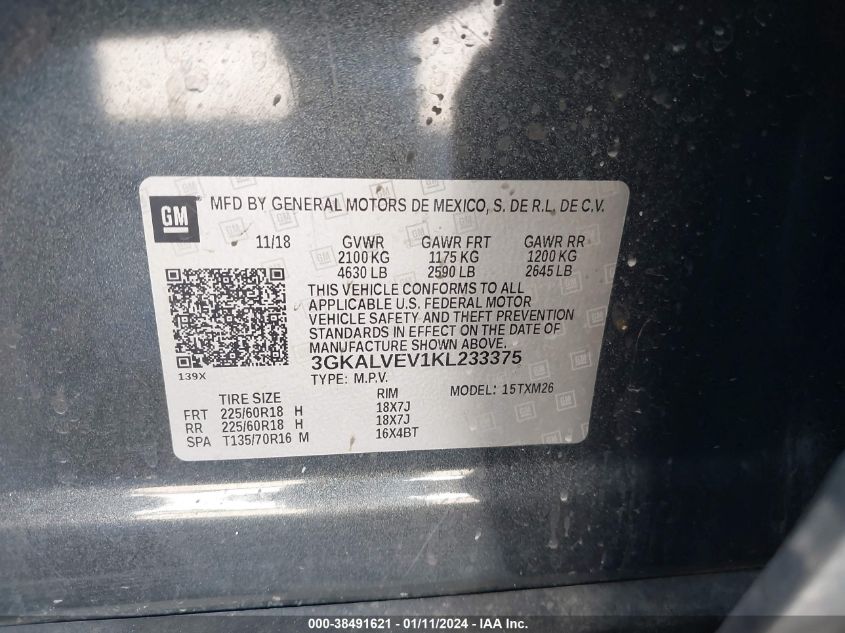 GM
MFD BY GENERAL MOTORS DE MEXICO, S. DE R.L. DE C.V.
11/18 GVWR GAWR FRT GAWR RR
2100 KG 1175 KG 1200 KG
4630 LB 2590 LB 2645 LB
THIS VEHICLE CONFORMS TO ALL
APPLICABLE U.S. FEDERAL MOTOR
VEHICLE SAFETY AND THEFT PREVENTION
STANDARDS IN EFFECT ON THE DATE OF
MANUFACTURE SHOWN ABOVE.
3GKALVEV1KL233375
139X TYPE: M.P.V.
TIRE SIZE RIM MODEL: 15TXM26
FRT 225/60R18 H 18X7J
RR 225/60R18 H 18X7J
SPA T135/70R16 M 16X4BT
000-38491621 - 01/11/2024 - IAA Inc.